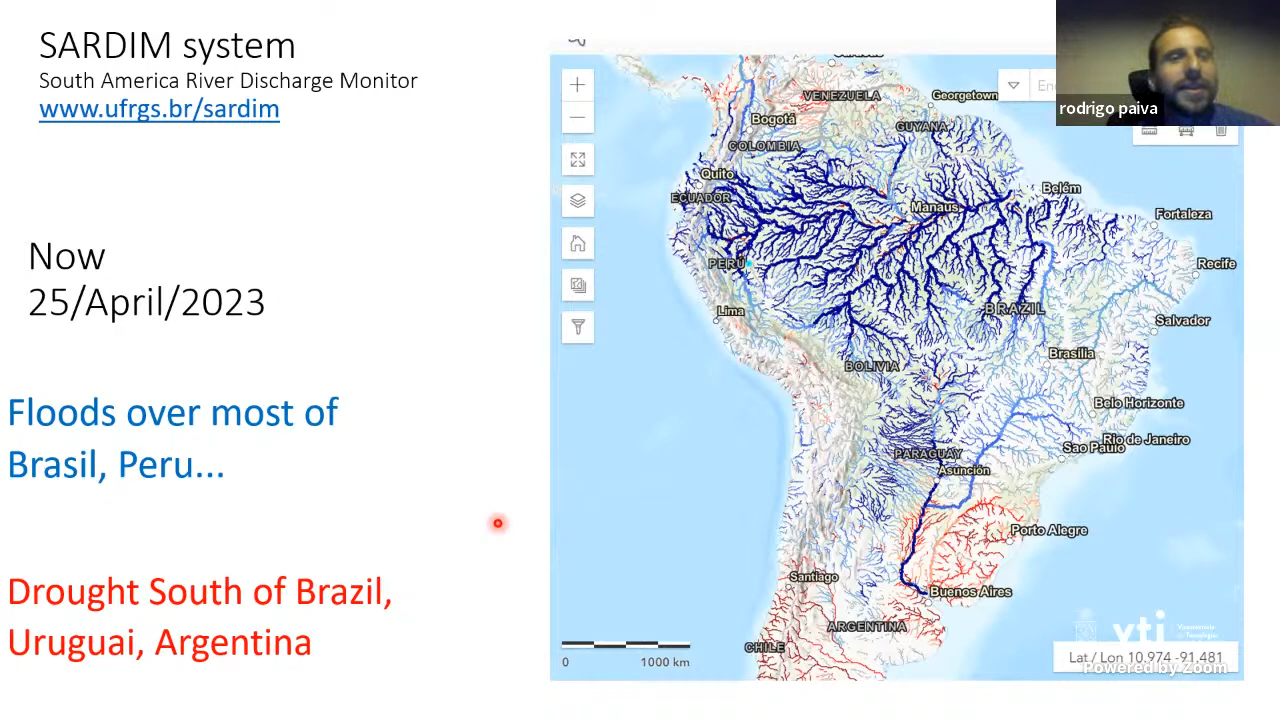 SARDIM system
South America River Discharge Monitor
www.ufrgs.br/sardim
Now
25/April/2023
Floods over most of
Brasil, Peru...
Drought South of Brazil,
Uruguai, Argentina
rodrigo paiva
VENEZUELA
Georgetown
Bogotá
GUYANA
COLOMBIA
Quito
Belém
ECUADOR
Manaus
Fortaleza
PERU
Recife
Lima
BRAZIL
Salvador
Brasília
BOLIVIA
Belo Horizonte
Rio de Janeiro
Sao Paulo
PARAGUAY
Asunción
Porto Alegre
Santiago
Buenos Aires
ARGENTINA
CHILE
vti
0 1000 km
Lat / Lon 10,974 -91,481
Powered by Zoom